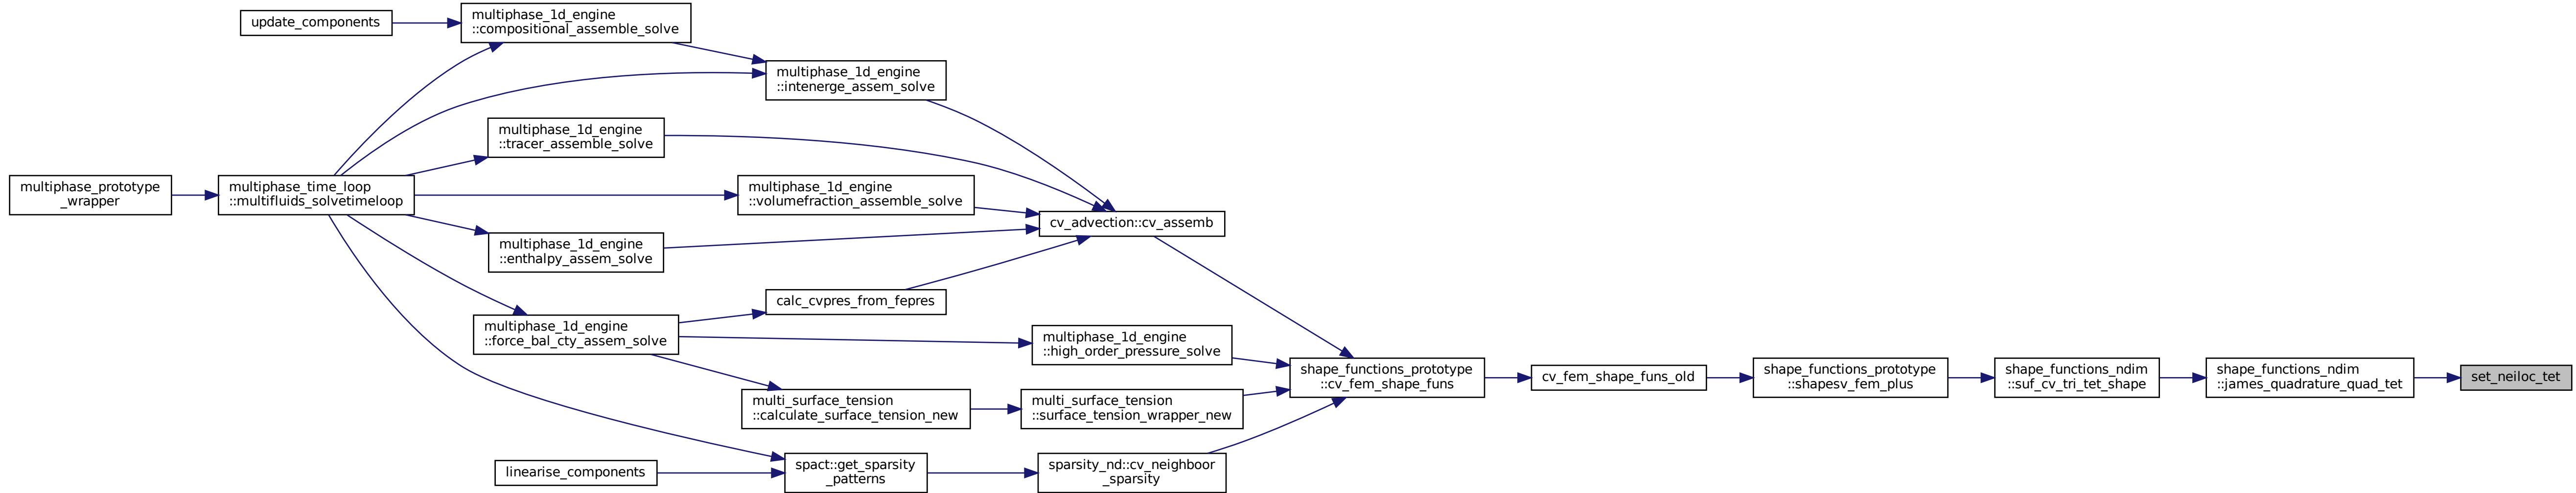 update_components
multiphase_1d_engine
::compositional_assemble_solve
multiphase_1d_engine
::intenerge_assem_solve
multiphase_1d_engine
::tracer_assemble_solve
multiphase_prototype
_wrapper
multiphase_time_loop
::multifluids_solvetimeloop
multiphase_1d_engine
::volumefraction_assemble_solve
cv_advection::cv_assemb
multiphase_1d_engine
::enthalpy_assem_solve
calc_cvpres_from_fepres
multiphase_1d_engine
::force_bal_cty_assem_solve
multiphase_1d_engine
::high_order_pressure_solve
shape_functions_prototype
::cv_fem_shape_funs
cv_fem_shape_funs_old
shape_functions_prototype
::shapesv_fem_plus
shape_functions_ndim
::suf_cv_tri_tet_shape
shape_functions_ndim
::james_quadrature_quad_tet
set_neiloc_tet
multi_surface_tension
::calculate_surface_tension_new
multi_surface_tension
::surface_tension_wrapper_new
linearise_components
spact::get_sparsity
_patterns
sparsity_nd::cv_neighboor
_sparsity